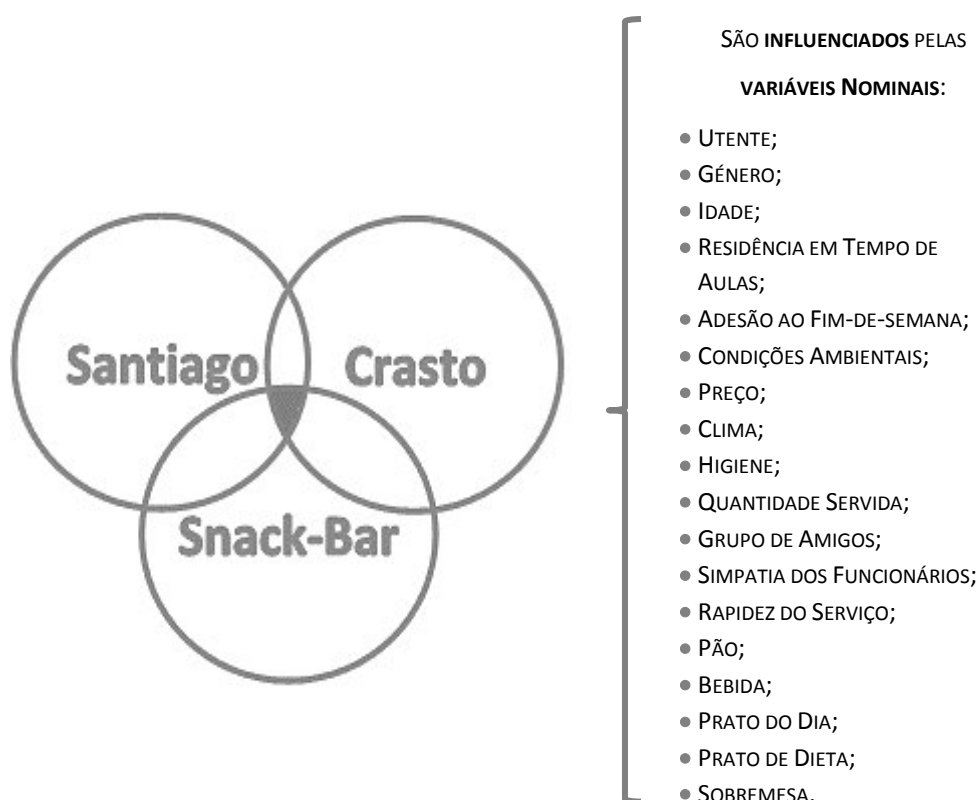 Santiago
Crasto
Snack-Bar
SÃO INFLUENCIADOS PELAS
VARIÁVEIS NOMINAIS:
• UTENTE;
• GÉNERO;
• IDADE;
• RESIDÊNCIA EM TEMPO DE
AULAS;
• ADESÃO AO FIM-DE-SEMANA;
• CONDIÇÕES AMBIENTAIS;
• PREÇO;
• CLIMA;
• HIGIENE;
• QUANTIDADE SERVIDA;
• GRUPO DE AMIGOS;
• SIMPATIA DOS FUNCIONÁRIOS;
• RAPIDEZ DO SERVIÇO;
• PÃO;
• BEBIDA;
• PRATO DO DIA;
• PRATO DE DIETA;
• SOBREMESA.